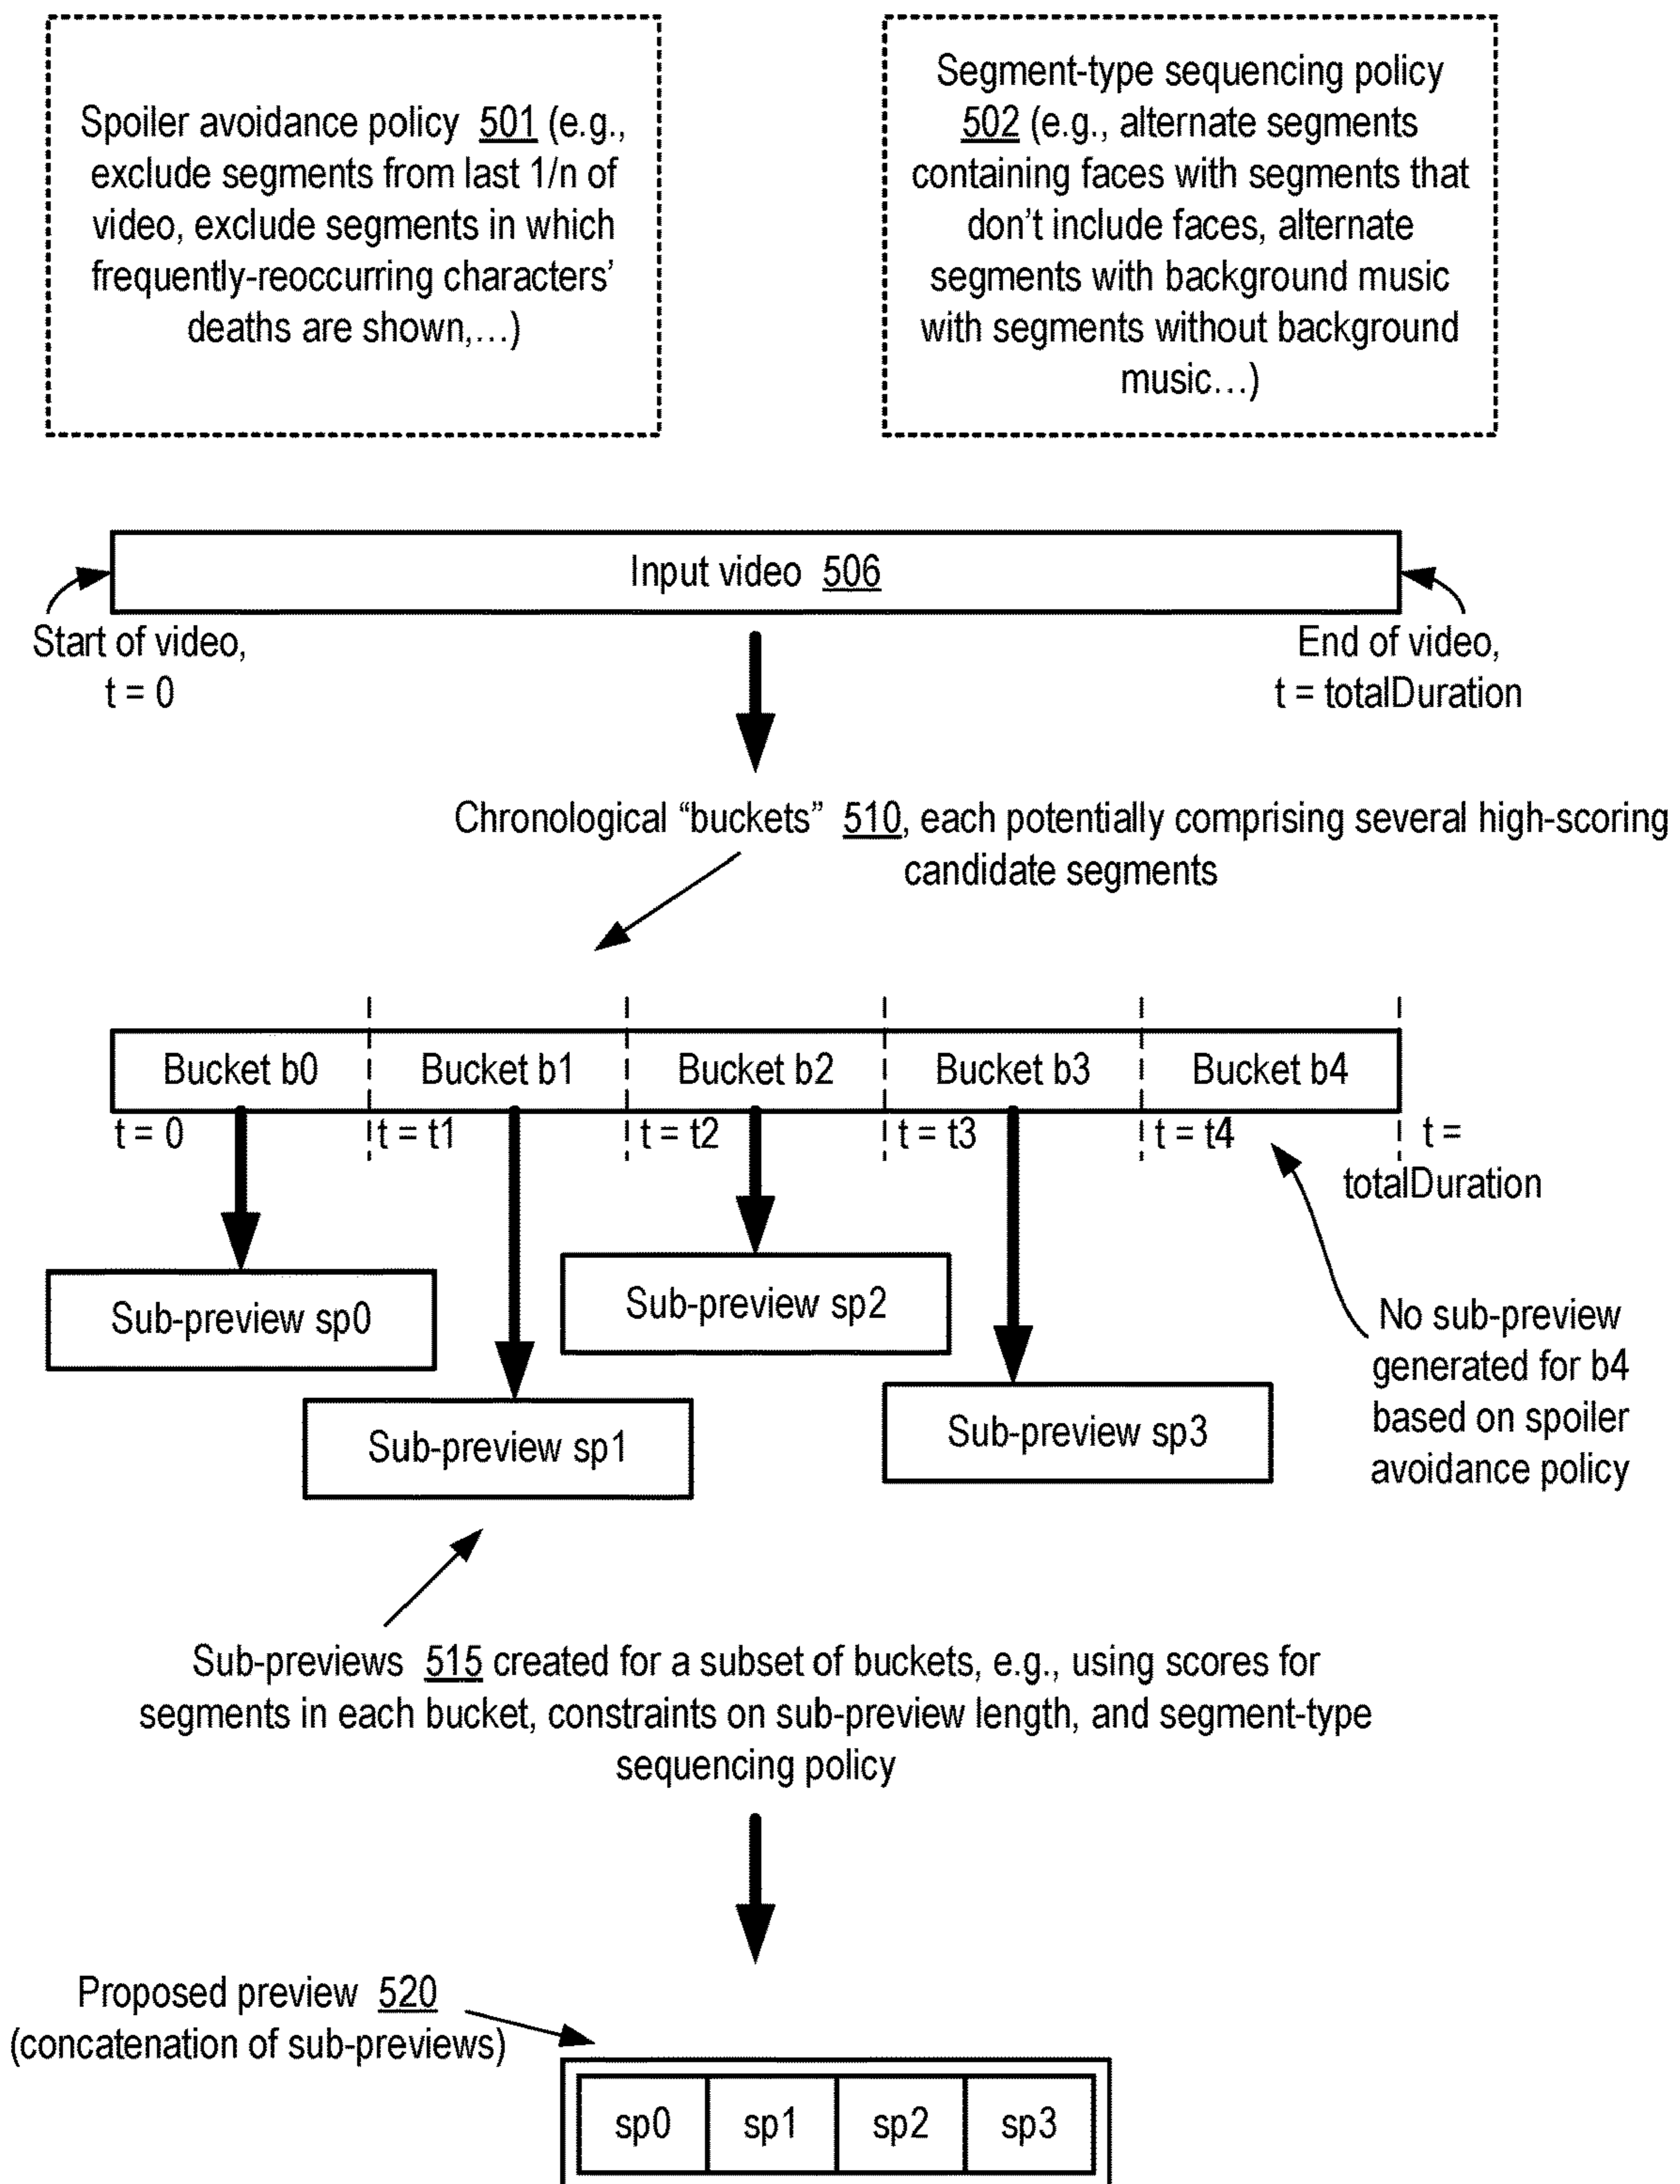 Spoiler avoidance policy 501 (e.g.,
exclude segments from last 1/n of
video, exclude segments in which
frequently-reoccurring characters’
deaths are shown,…)
Segment-type sequencing policy
502 (e.g., alternate segments
containing faces with segments that
don’t include faces, alternate
segments with background music
with segments without background
music…)
Input video 506
Start of video,
t = 0
End of video,
t = totalDuration
Chronological “buckets” 510, each potentially comprising several high-scoring
candidate segments
Bucket b0
Bucket b1
Bucket b2
Bucket b3
Bucket b4
t = 0
t = t1
t = t2
t = t3
t = t4
t =
totalDuration
Sub-preview sp0
Sub-preview sp2
Sub-preview sp1
Sub-preview sp3
No sub-preview
generated for b4
based on spoiler
avoidance policy
Sub-previews 515 created for a subset of buckets, e.g., using scores for
segments in each bucket, constraints on sub-preview length, and segment-type
sequencing policy
Proposed preview 520
(concatenation of sub-previews)
sp0
sp1
sp2
sp3